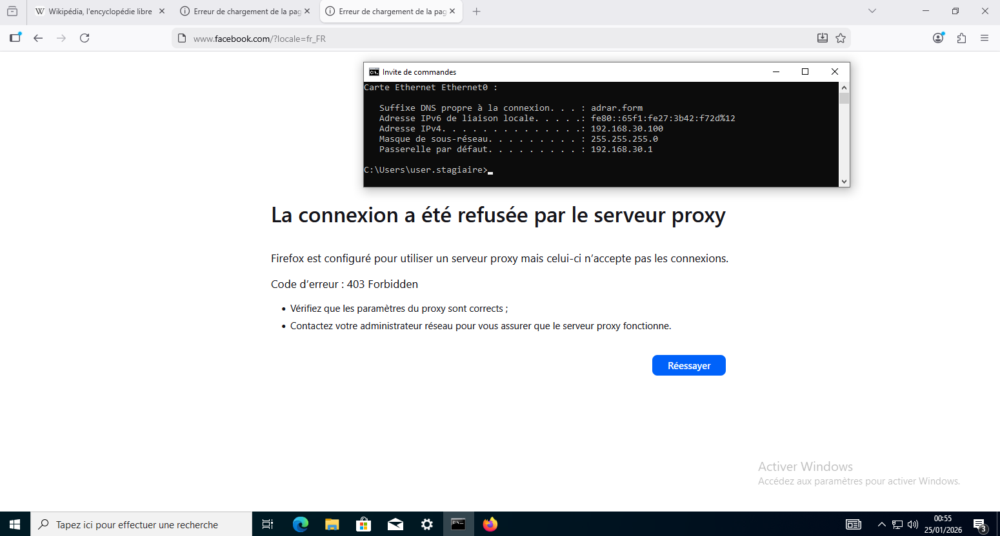 Wikipédia, l'encyclopédie libre
Erreur de chargement de la pag
Erreur de chargement de la pag
www.facebook.com/?locale=fr_FR
Invite de commandes
Carte Ethernet Ethernet0 :
Suffixe DNS propre à la connexion. . . : adrar.form
Adresse IPv6 de liaison locale. . . . .: fe80::65f1:fe27:3b42:f72d%12
Adresse IPv4. . . . . . . . . . . . . .: 192.168.30.100
Masque de sous-réseau. . . . . . . . . : 255.255.255.0
Passerelle par défaut. . . . . . . . . : 192.168.30.1
C:\Users\user.stagiaire>
La connexion a été refusée par le serveur proxy
Firefox est configuré pour utiliser un serveur proxy mais celui-ci n’accepte pas les connexions.
Code d’erreur : 403 Forbidden
• Vérifiez que les paramètres du proxy sont corrects ;
• Contactez votre administrateur réseau pour vous assurer que le serveur proxy fonctionne.
Réessayer
Activer Windows
Accédez aux paramètres pour activer Windows.
Tapez ici pour effectuer une recherche
00:55
25/01/2026
3